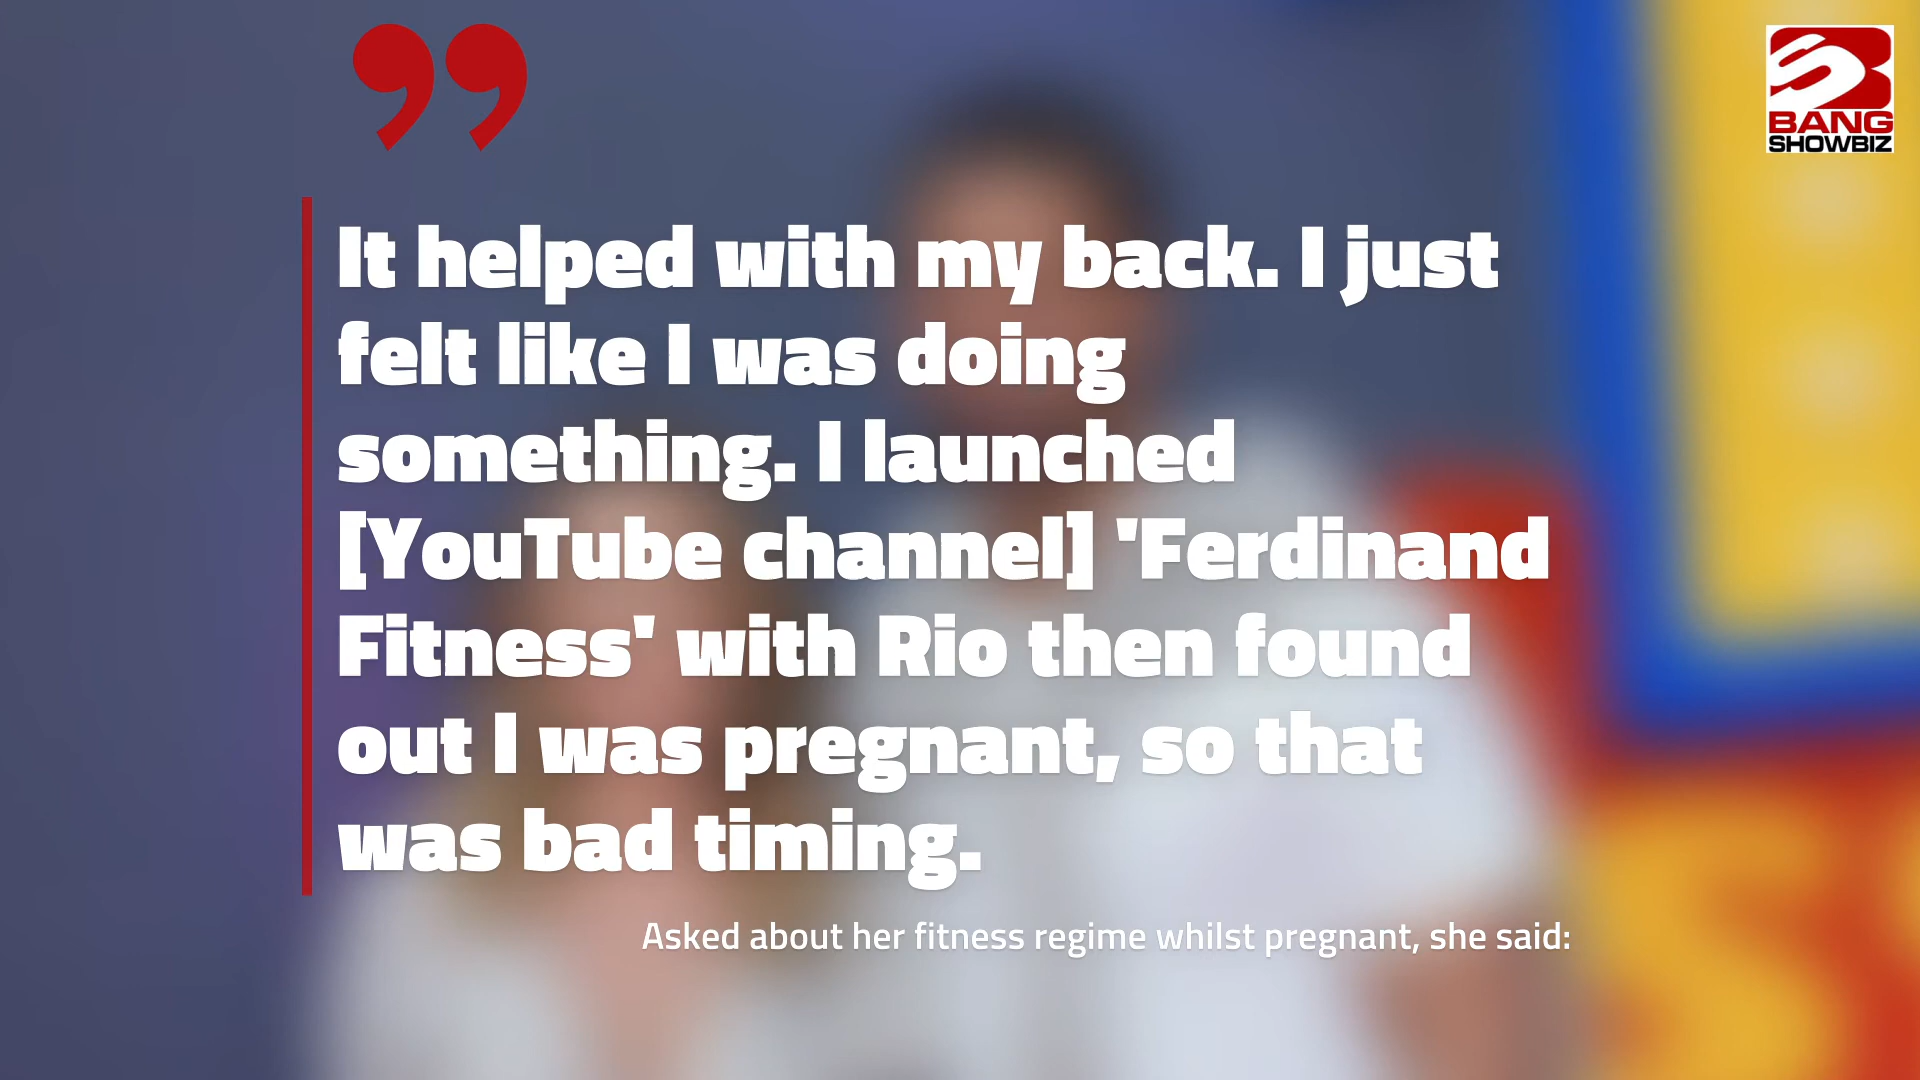 BANG
SHOWBIZ
It helped with my back. I just
felt like I was doing
something. I launched
[YouTube channel] 'Ferdinand
Fitness' with Rio then found
out I was pregnant, so that
was bad timing.
Asked about her fitness regime whilst pregnant, she said: